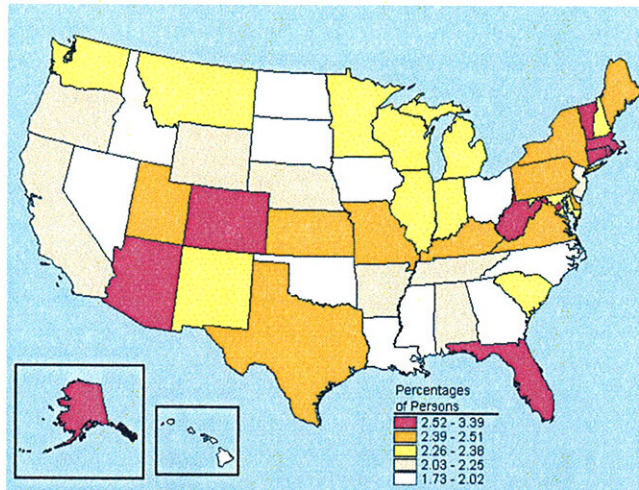 Percentages
of Persons
2.52 - 3.39
2.39 - 2.51
2.26 - 2.38
2.03 - 2.25
1.73 - 2.02